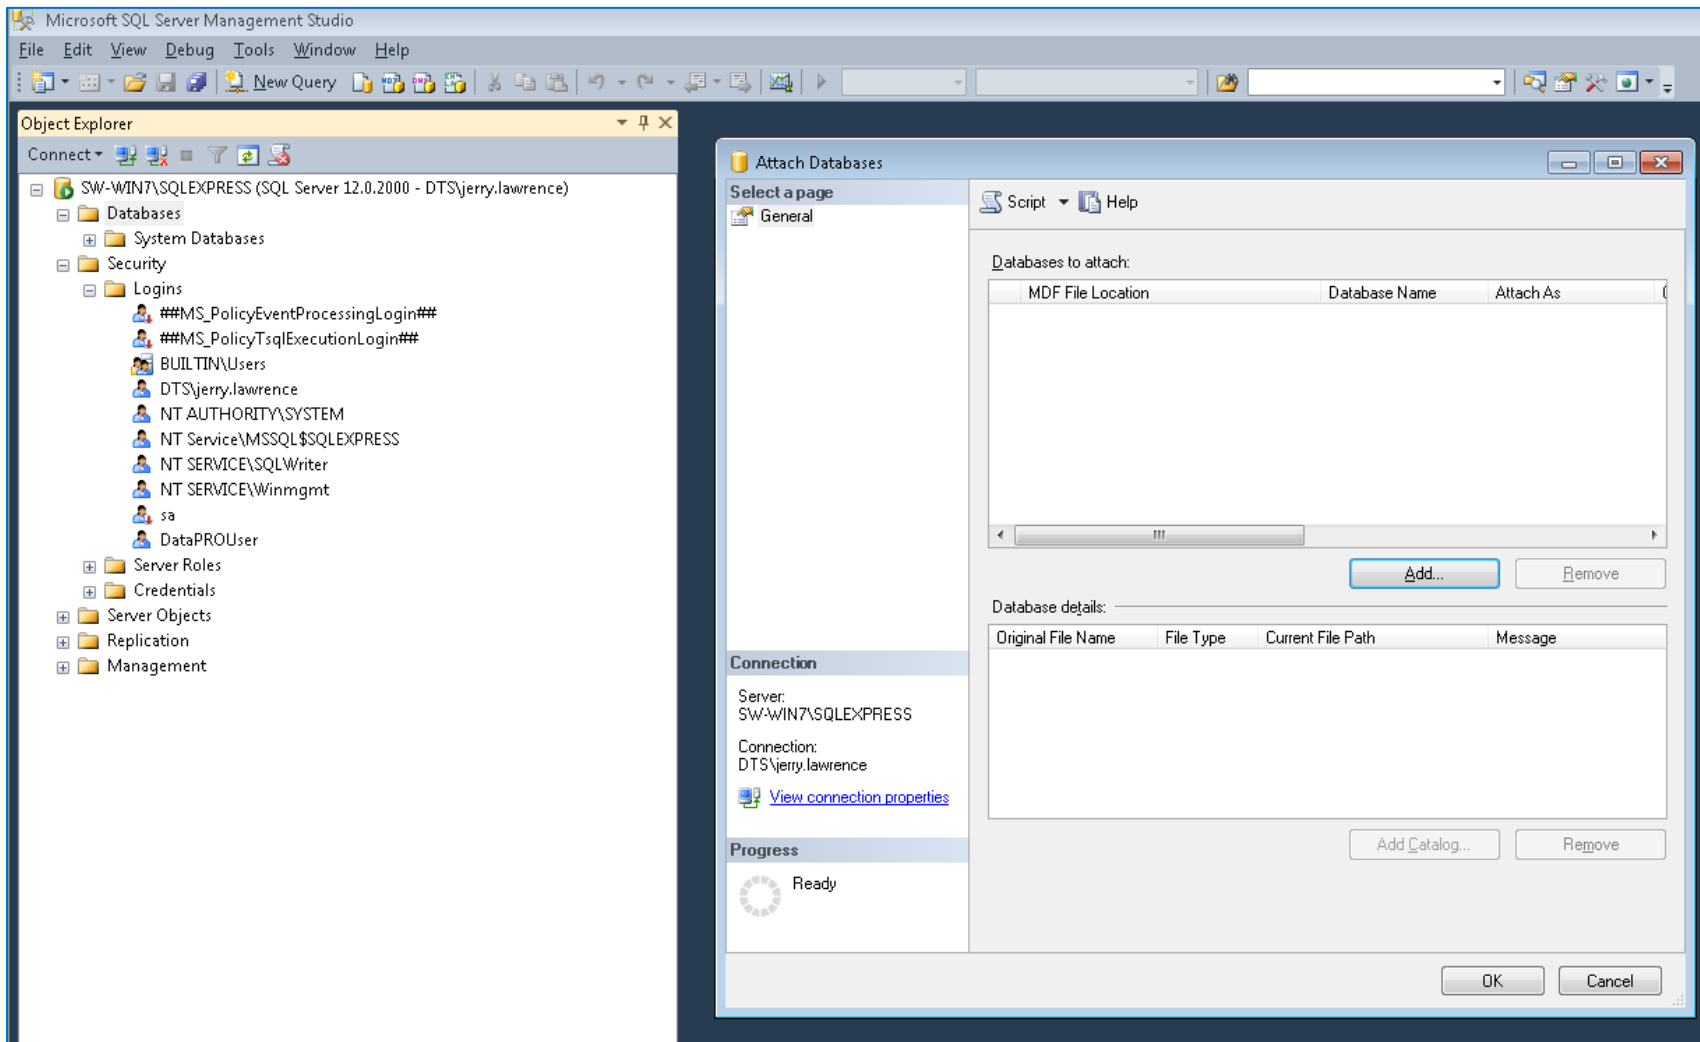 Microsoft SQL Server Management Studio
File Edit View Debug Tools Window Help
New Query
Object Explorer
Connect
SW-WIN7\SQLEXPRESS (SQL Server 12.0.2000 - DTS\jerry.lawrence)
Databases
System Databases
Security
Logins
##MS_PolicyEventProcessingLogin##
##MS_PolicyTsqlExecutionLogin##
BUILTIN\Users
DTS\jerry.lawrence
NT AUTHORITY\SYSTEM
NT Service\MSSQL$SQLEXPRESS
NT SERVICE\SQLWriter
NT SERVICE\Winmgmt
sa
DataPROUser
Server Roles
Credentials
Server Objects
Replication
Management
Attach Databases
Select a page
General
Script Help
Databases to attach:
MDF File Location Database Name Attach As
Add... Remove
Database details:
Original File Name File Type Current File Path Message
Connection
Server:
SW-WIN7\SQLEXPRESS
Connection:
DTS\jerry.lawrence
View connection properties
Add Catalog... Remove
Progress
Ready
OK Cancel